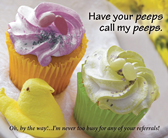 Have your peeps
call my peeps.
Oh, by the way!...I'm never too busy for any of your referrals!